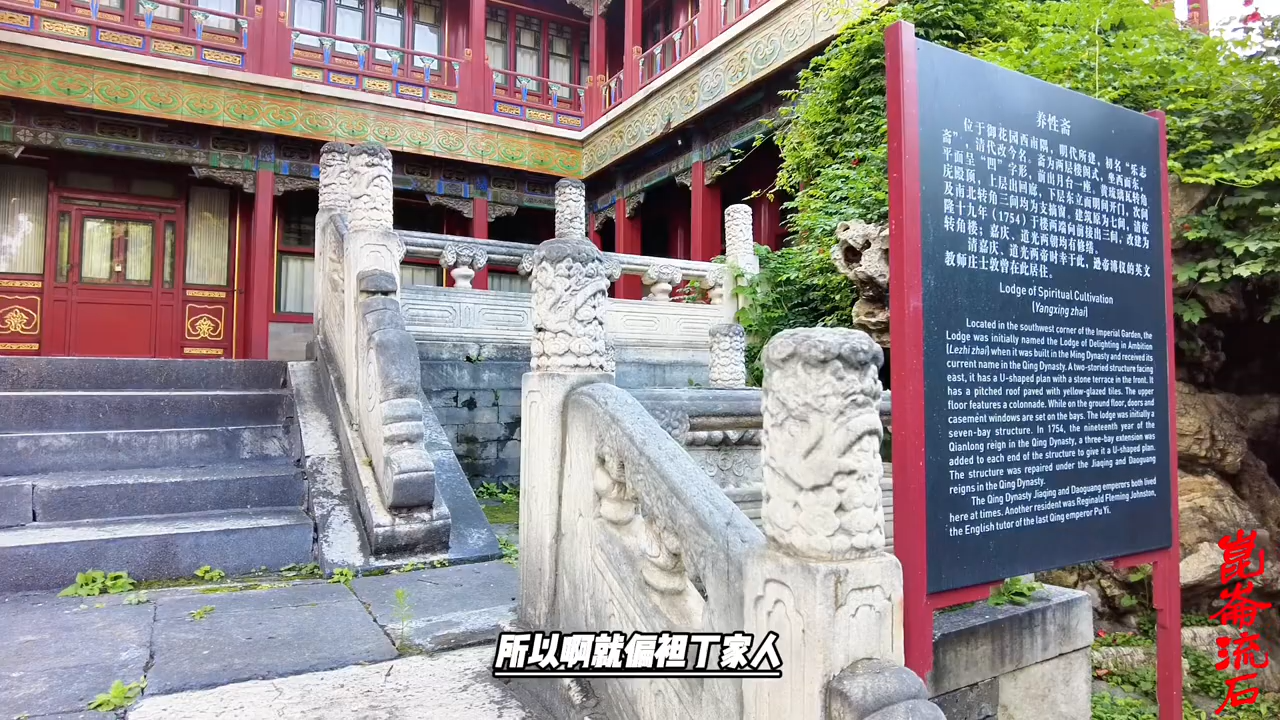 养性斋
位于御花园西南隅，明代所建，初名“乐志
斋”，清代改今名。斋为两层楼阁式，坐西面东，
平面呈“凹”字形，前出月台一座。黄琉璃瓦转角
庑殿顶，上层出回廊，下层东立面明间开门，次间
及南北转角三间均为支摘窗。建筑原为七间，清乾
隆十九年（1754）于楼两端向前接出三间，改建为
转角楼，嘉庆、道光两朝均有修缮。
清嘉庆、道光两帝时幸于此，逊帝溥仪的英文
教师庄士敦曾在此居住。
Lodge of Spiritual Cultivation
(Yangxing zhai)
Located in the southwest corner of the Imperial Garden, the
Lodge was initially named the Lodge of Delighting in Ambition
(Lezhi zhai) when it was built in the Ming Dynasty and received its
current name in the Qing Dynasty. A two-storied structure facing
east, it has a U-shaped plan with a stone terrace in the front. It
has a pitched roof paved with yellow-glazed tiles. The upper
floor features a colonnade. While on the ground floor, doors and
casement windows are set on the bays. The lodge was initially a
seven-bay structure. In 1754, the nineteenth year of the
Qianlong reign in the Qing Dynasty, a three-bay extension was
added to each end of the structure to give it a U-shaped plan.
The structure was repaired under the Jiaqing and Daoguang
reigns in the Qing Dynasty.
The Qing Dynasty Jiaqing and Daoguang emperors both lived
here at times. Another resident was Reginald Fleming Johnston,
the English tutor of the last Qing emperor Pu Yi.
所以啊就偏袒丁家人
崑崙流石